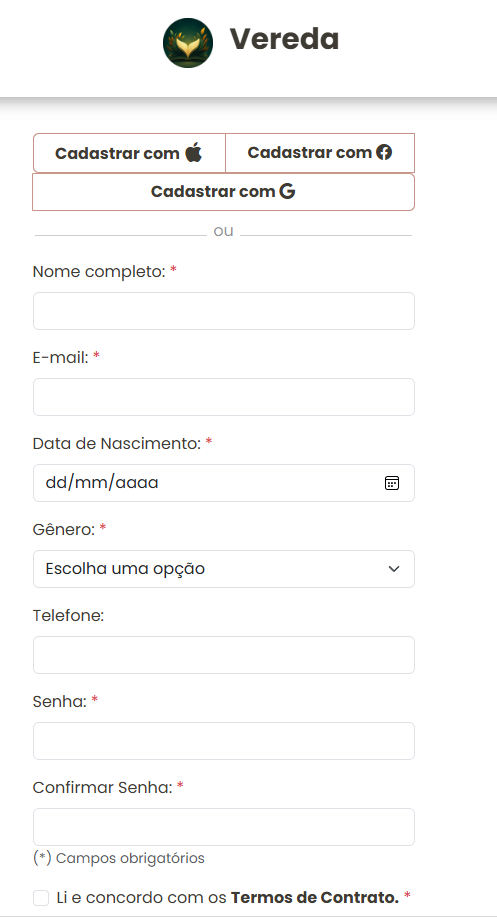 Vereda
Cadastrar com
Cadastrar com
Cadastrar com G
ou
Nome completo: *
E-mail: *
Data de Nascimento: *
dd/mm/aaaa
Gênero: *
Escolha uma opção
Telefone:
Senha: *
Confirmar Senha: *
(*) Campos obrigatórios
Li e concordo com os Termos de Contrato. *